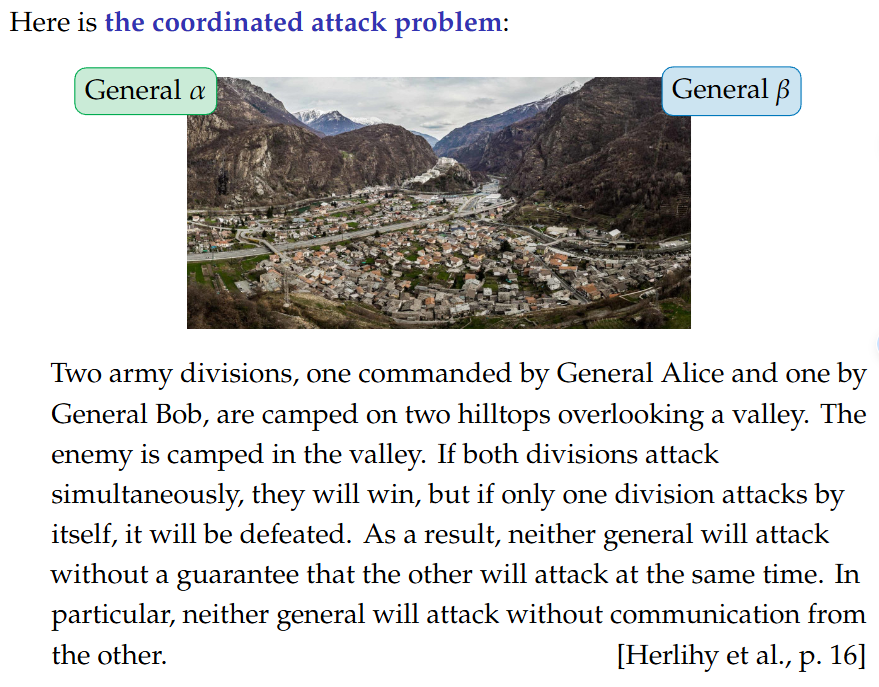 Here is the coordinated attack problem:
General α
General β
Two army divisions, one commanded by General Alice and one by
General Bob, are camped on two hilltops overlooking a valley. The
enemy is camped in the valley. If both divisions attack
simultaneously, they will win, but if only one division attacks by
itself, it will be defeated. As a result, neither general will attack
without a guarantee that the other will attack at the same time. In
particular, neither general will attack without communication from
the other. [Herlihy et al., p. 16]